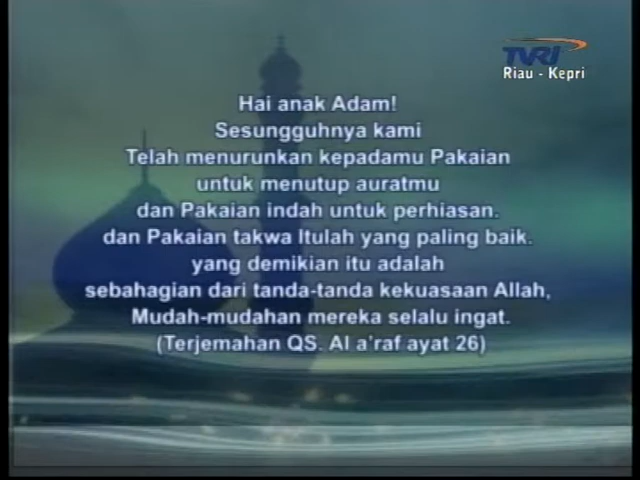 TVRI
Riau - Kepri
Hai anak Adam!
Sesungguhnya kami
Telah menurunkan kepadamu Pakaian
untuk menutup auratmu
dan Pakaian indah untuk perhiasan.
dan Pakaian takwa Itulah yang paling baik.
yang demikian itu adalah
sebahagian dari tanda-tanda kekuasaan Allah,
Mudah-mudahan mereka selalu ingat.
(Terjemahan QS. Al a'raf ayat 26)